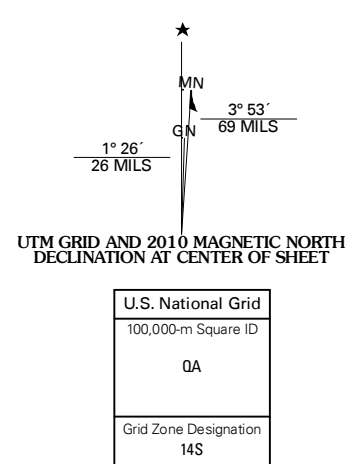 MN
3° 53´
69 MILS
GN
1° 26´
26 MILS
UTM GRID AND 2010 MAGNETIC NORTH
DECLINATION AT CENTER OF SHEET
U.S. National Grid
100,000-m Square ID
QA
Grid Zone Designation
14S